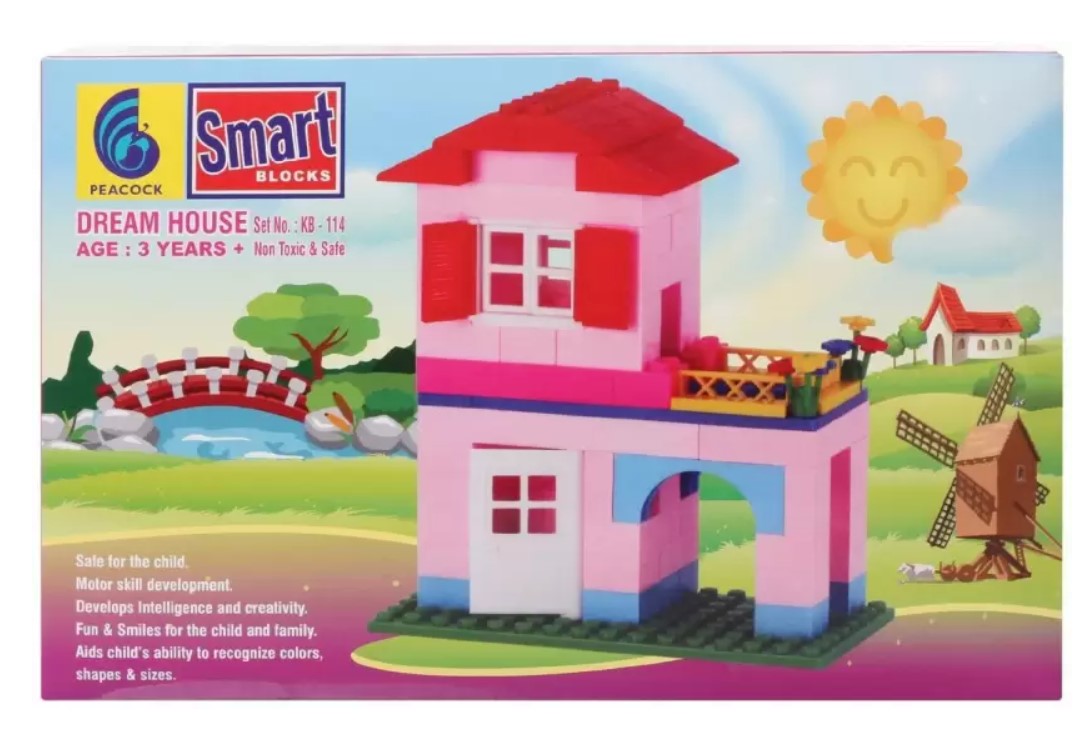 PEACOCK
Smart
BLOCKS
DREAM HOUSE Set No. : KB - 114
AGE : 3 YEARS + Non Toxic & Safe
Safe for the child.
Motor skill development.
Develops Intelligence and creativity.
Fun & Smiles for the child and family.
Aids child's ability to recognize colors,
shapes & sizes.